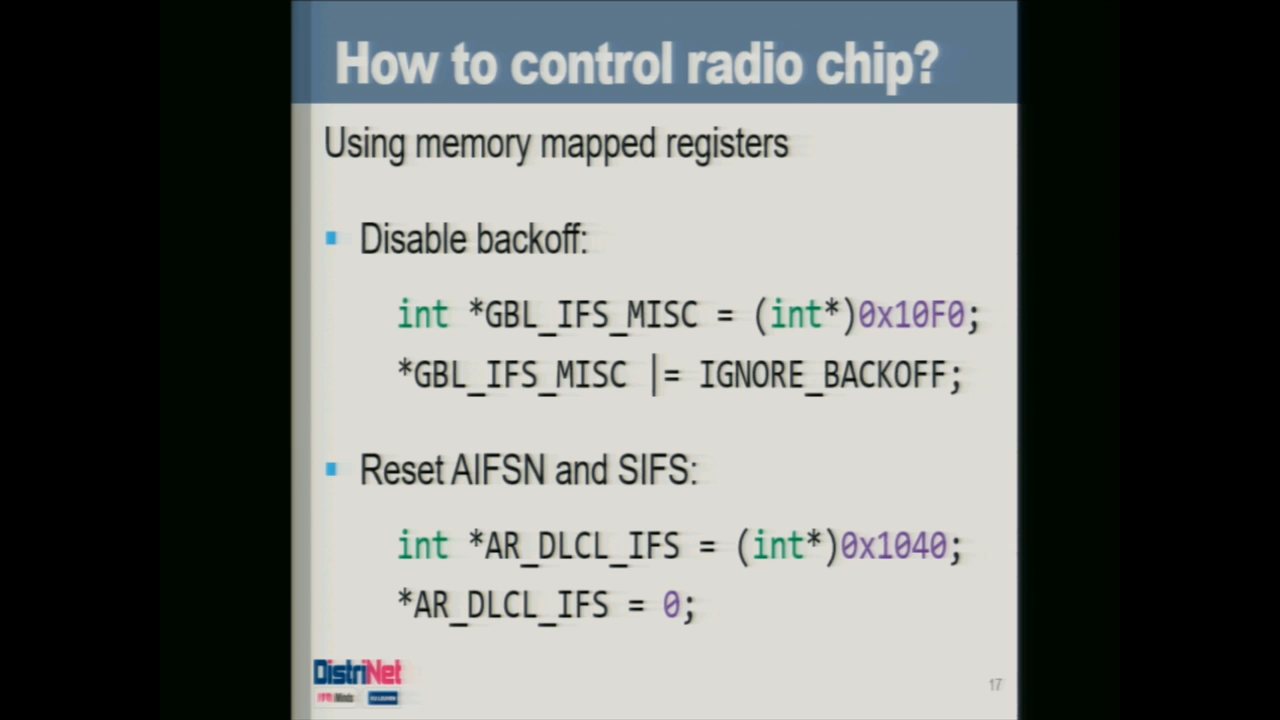 How to control radio chip?
Using memory mapped registers
Disable backoff:
int *GBL_IFS_MISC = (int*)0x10F0;
*GBL_IFS_MISC |= IGNORE_BACKOFF;
Reset AIFSN and SIFS:
int *AR_DLCL_IFS = (int*)0x1040;
*AR_DLCL_IFS = 0;
DistriNet
17